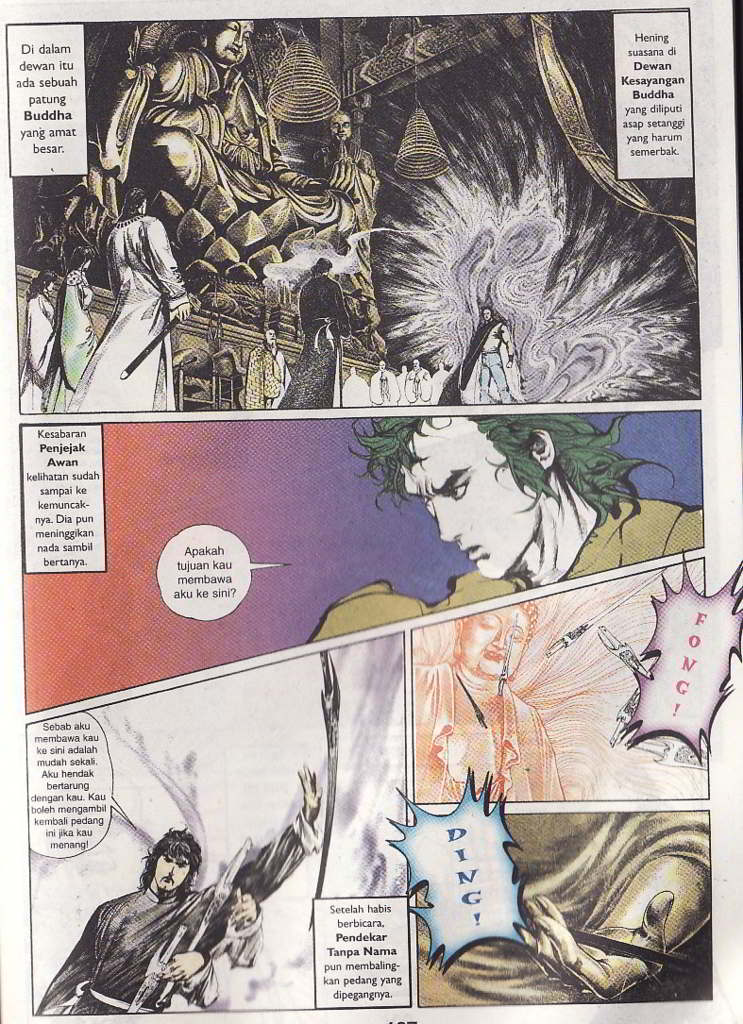 Di dalam
dewan itu
ada sebuah
patung
Buddha
yang amat
besar.
Hening
suasana di
Dewan
Kesayangan
Buddha
yang diliputi
asap setanggi
yang harum
semerbak.
Kesabaran
Penjejak
Awan
kelihatan sudah
sampai ke
kemuncak-
nya. Dia pun
meninggikan
nada sambil
bertanya.
Apakah
tujuan kau
membawa
aku ke sini?
FONG!
Sebab aku
membawa kau
ke sini adalah
mudah sekali.
Aku hendak
bertarung
dengan kau. Kau
boleh mengambil
kembali pedang
ini jika kau
menang!
Setelah habis
berbicara,
Pendekar
Tanpa Nama
pun membaling-
kan pedang yang
dipegangnya.
DING!